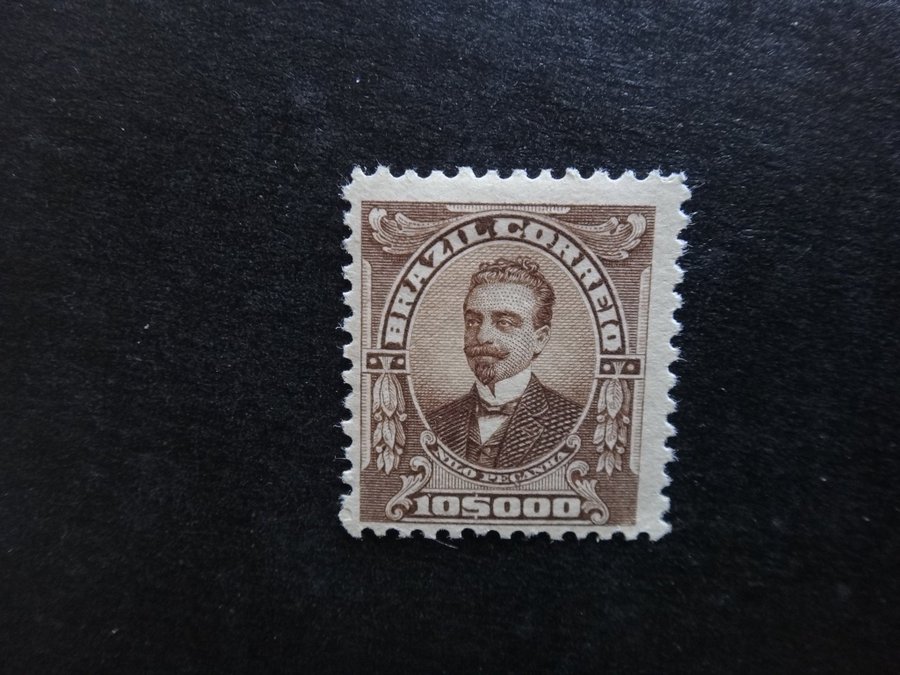 BRAZIL CORREIO
NILO PEÇANHA
10$000